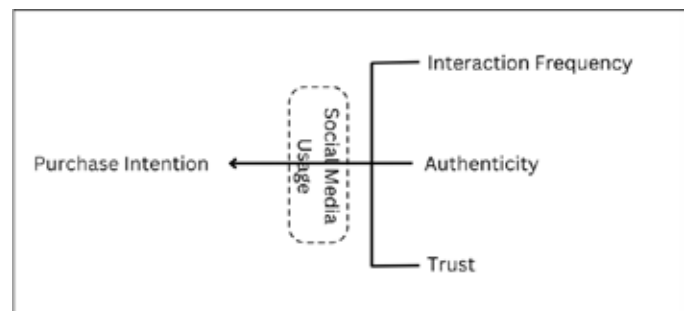 Interaction Frequency
Social Media
Usage
Purchase Intention
Authenticity
Trust